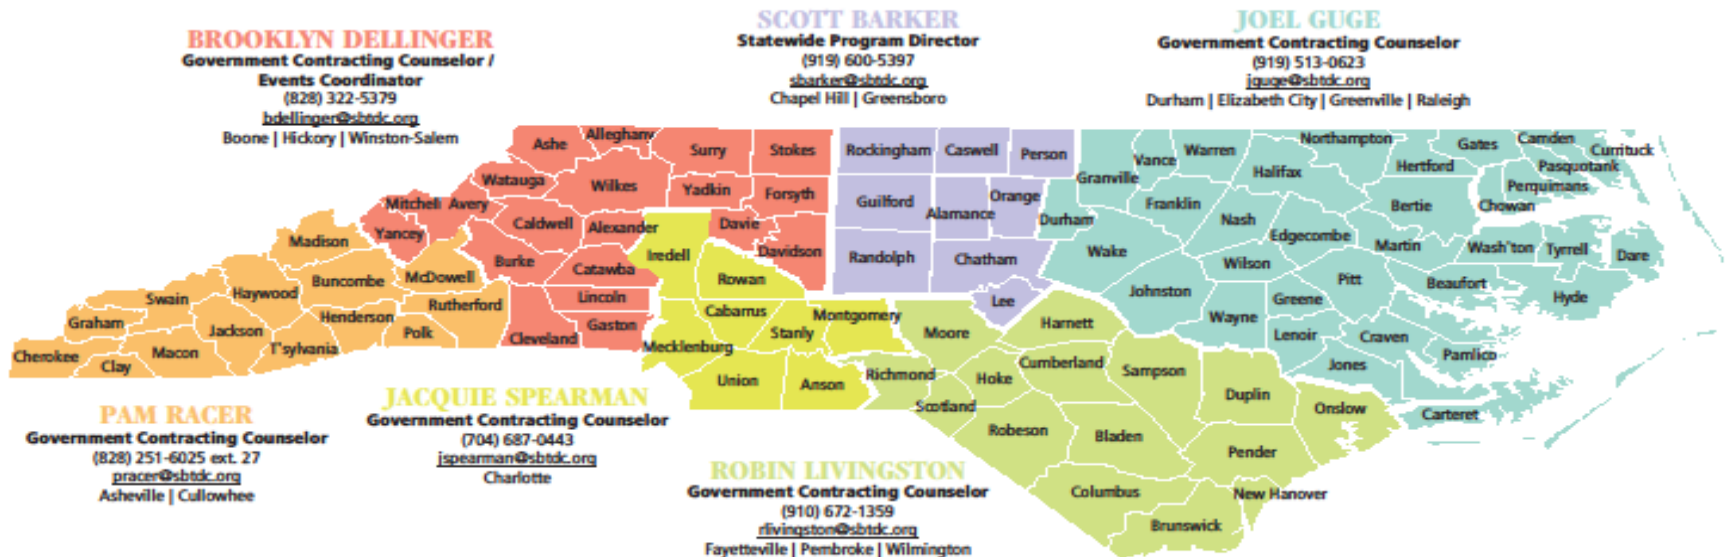 BROOKLYN DELLINGER
Government Contracting Counselor /
Events Coordinator
(828) 322-5379
bdellinger@sbtdc.org
Boone | Hickory | Winston-Salem
SCOTT BARKER
Statewide Program Director
(919) 600-5397
sbarker@sbtdc.org
Chapel Hill | Greensboro
JOEL GUGE
Government Contracting Counselor
(919) 513-0623
jguge@sbtdc.org
Durham | Elizabeth City | Greenville | Raleigh
Ashe
Alleghany
Surry
Stokes
Watauga
Wilkes
Yadkin
Forsyth
Mitchell
Avery
Caldwell
Alexander
Davie
Yancey
Burke
Catawba
Davidson
Lincoln
Gaston
Cleveland
Madison
Buncombe
McDowell
Haywood
Swain
Rutherford
Graham
Jackson
Henderson
Polk
Cherokee
Macon
T'sylvania
Clay
Iredell
Rowan
Cabarrus
Montgomery
Stanly
Mecklenburg
Union
Anson
Rockingham
Caswell
Person
Guilford
Alamance
Orange
Randolph
Chatham
Lee
Northampton
Gates
Camden
Currituck
Vance
Warren
Hertford
Pasquotank
Granville
Halifax
Perquimans
Franklin
Bertie
Chowan
Durham
Nash
Edgecombe
Martin
Wash'ton
Tyrrell
Dare
Wake
Wilson
Pitt
Beaufort
Hyde
Johnston
Greene
Wayne
Lenoir
Craven
Pamlico
Jones
Carteret
Moore
Harnett
Richmond
Hoke
Cumberland
Sampson
Scotland
Duplin
Onslow
Robeson
Bladen
Pender
Columbus
New Hanover
Brunswick
PAM RACER
Government Contracting Counselor
(828) 251-6025 ext. 27
pracer@sbtdc.org
Asheville | Cullowhee
JACQUIE SPEARMAN
Government Contracting Counselor
(704) 687-0443
jspearman@sbtdc.org
Charlotte
ROBIN LIVINGSTON
Government Contracting Counselor
(910) 672-1359
rlivingston@sbtdc.org
Fayetteville | Pembroke | Wilmington